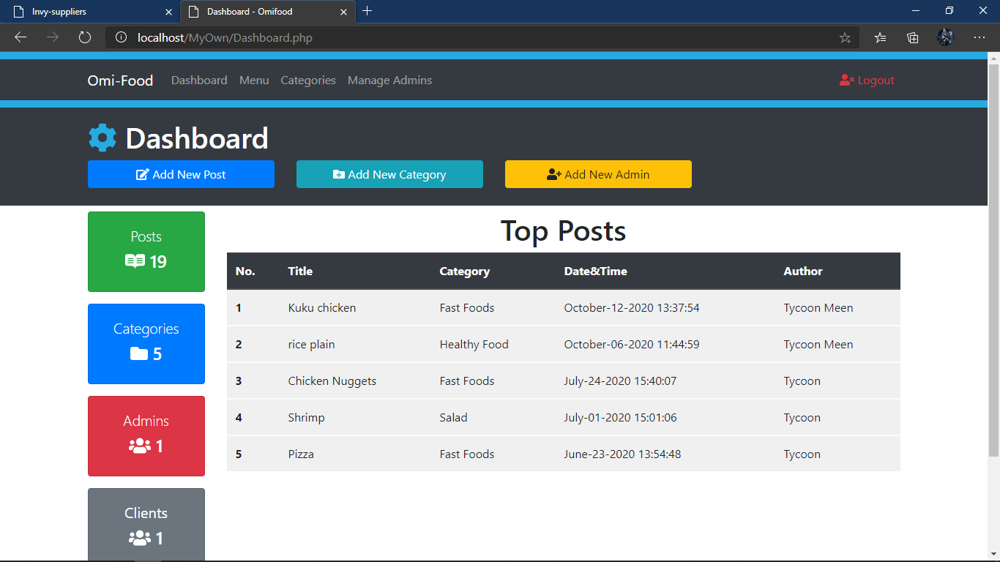 Invy-suppliers
Dashboard - Omifood
localhost/MyOwn/Dashboard.php
Omi-Food Dashboard Menu Categories Manage Admins Logout
Dashboard
Add New Post Add New Category Add New Admin
Posts
19
Categories
5
Admins
1
Clients
1
Top Posts
No. Title Category Date&Time Author
1 Kuku chicken Fast Foods October-12-2020 13:37:54 Tycoon Meen
2 rice plain Healthy Food October-06-2020 11:44:59 Tycoon Meen
3 Chicken Nuggets Fast Foods July-24-2020 15:40:07 Tycoon
4 Shrimp Salad July-01-2020 15:01:06 Tycoon
5 Pizza Fast Foods June-23-2020 13:54:48 Tycoon